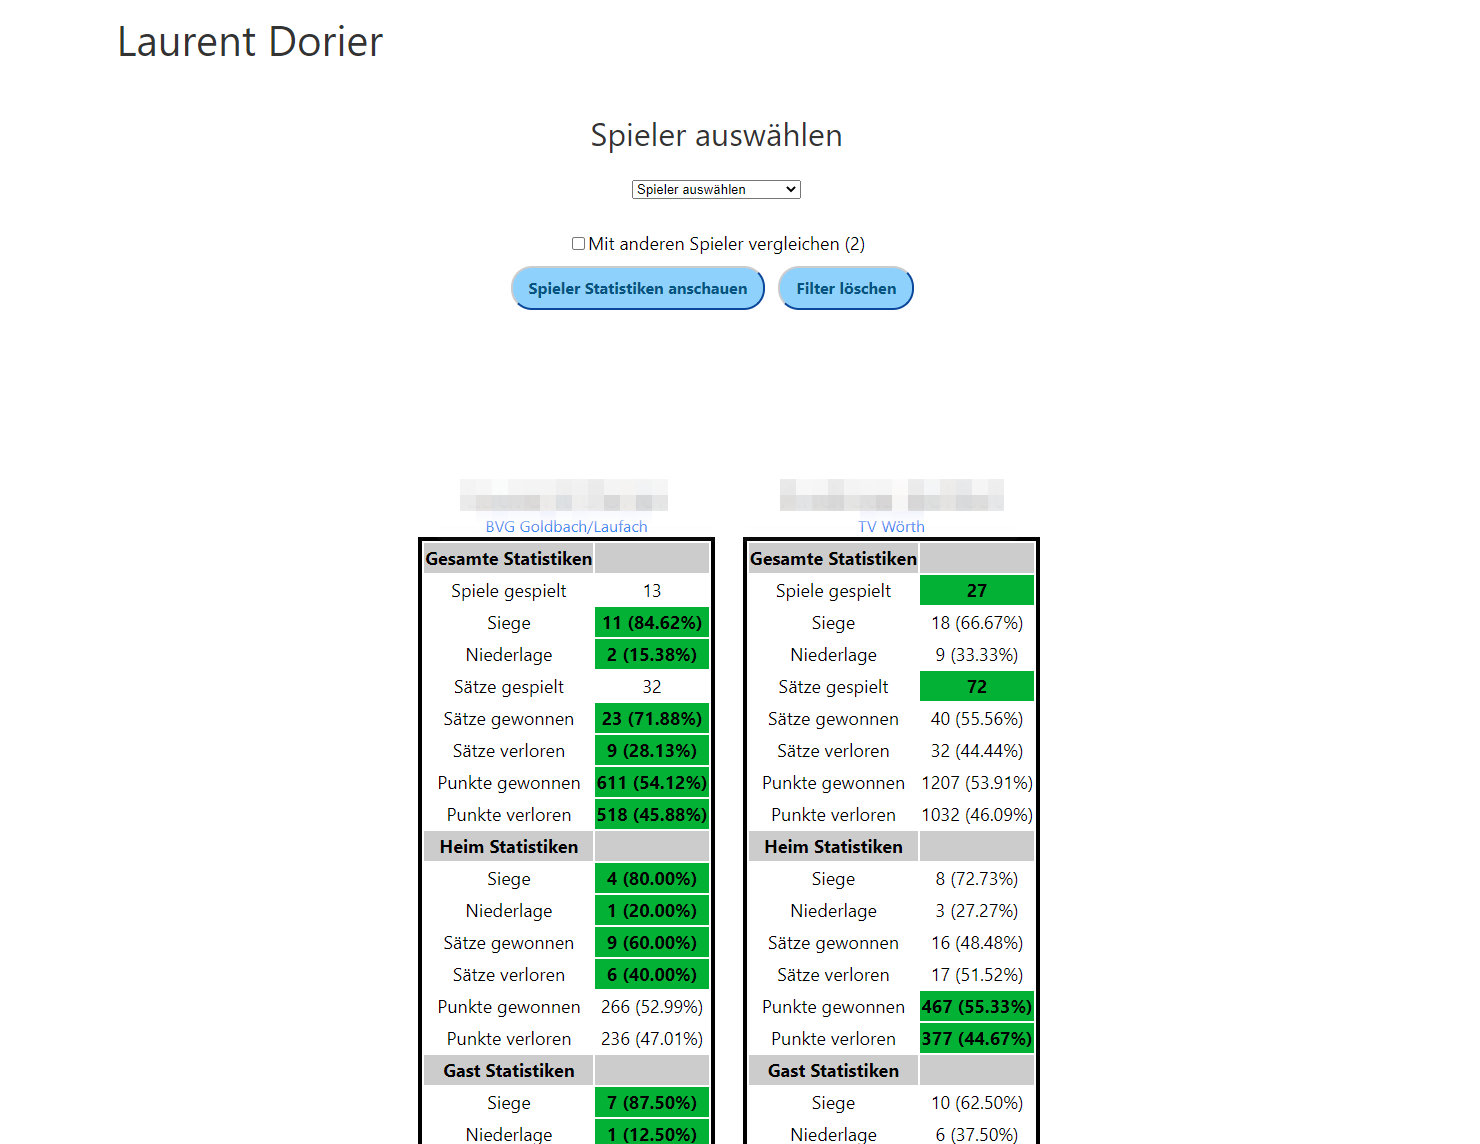 Laurent Dorier
Spieler auswählen
Spieler auswählen
Mit anderen Spieler vergleichen (2)
Spieler Statistiken anschauen Filter löschen
BVG Goldbach/Laufach TV Wörth
Gesamte Statistiken Gesamte Statistiken
Spiele gespielt 13 Spiele gespielt 27
Siege 11 (84.62%) Siege 18 (66.67%)
Niederlage 2 (15.38%) Niederlage 9 (33.33%)
Sätze gespielt 32 Sätze gespielt 72
Sätze gewonnen 23 (71.88%) Sätze gewonnen 40 (55.56%)
Sätze verloren 9 (28.13%) Sätze verloren 32 (44.44%)
Punkte gewonnen 611 (54.12%) Punkte gewonnen 1207 (53.91%)
Punkte verloren 518 (45.88%) Punkte verloren 1032 (46.09%)
Heim Statistiken Heim Statistiken
Siege 4 (80.00%) Siege 8 (72.73%)
Niederlage 1 (20.00%) Niederlage 3 (27.27%)
Sätze gewonnen 9 (60.00%) Sätze gewonnen 16 (48.48%)
Sätze verloren 6 (40.00%) Sätze verloren 17 (51.52%)
Punkte gewonnen 266 (52.99%) Punkte gewonnen 467 (55.33%)
Punkte verloren 236 (47.01%) Punkte verloren 377 (44.67%)
Gast Statistiken Gast Statistiken
Siege 7 (87.50%) Siege 10 (62.50%)
Niederlage 1 (12.50%) Niederlage 6 (37.50%)